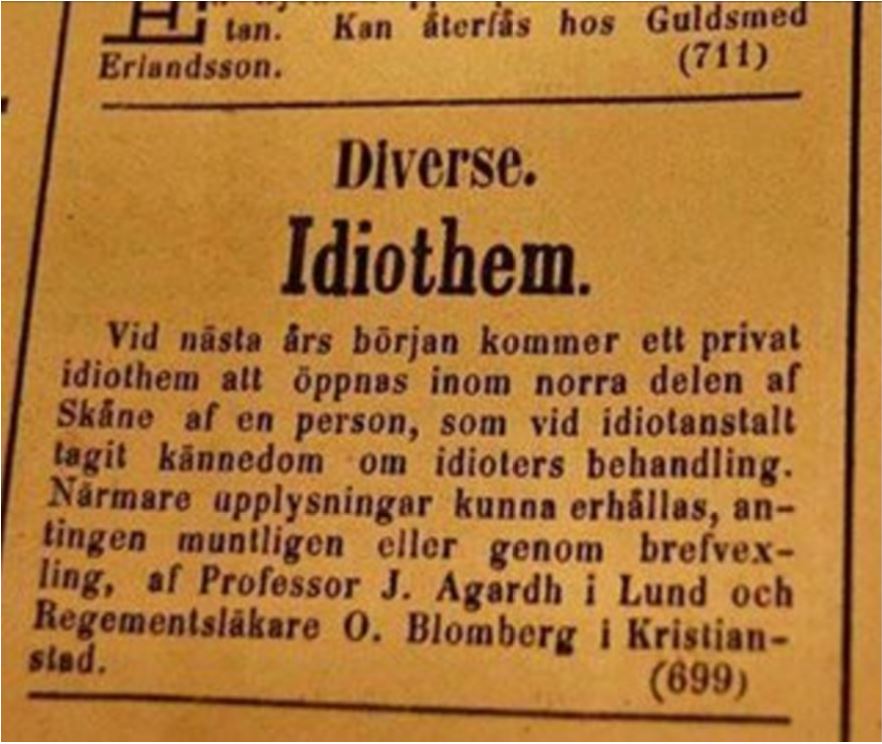 tan. Kan återfås hos Guldsmed
Erlandsson. (711)
Diverse.
Idiothem.
Vid nästa års början kommer ett privat
idiothem att öppnas inom norra delen af
Skåne af en person, som vid idiotanstalt
tagit kännedom om idioters behandling.
Närmare upplysningar kunna erhållas, an-
tingen muntligen eller genom brefvex-
ling, af Professor J. Agardh i Lund och
Regementsläkare O. Blomberg i Kristian-
stad. (699)